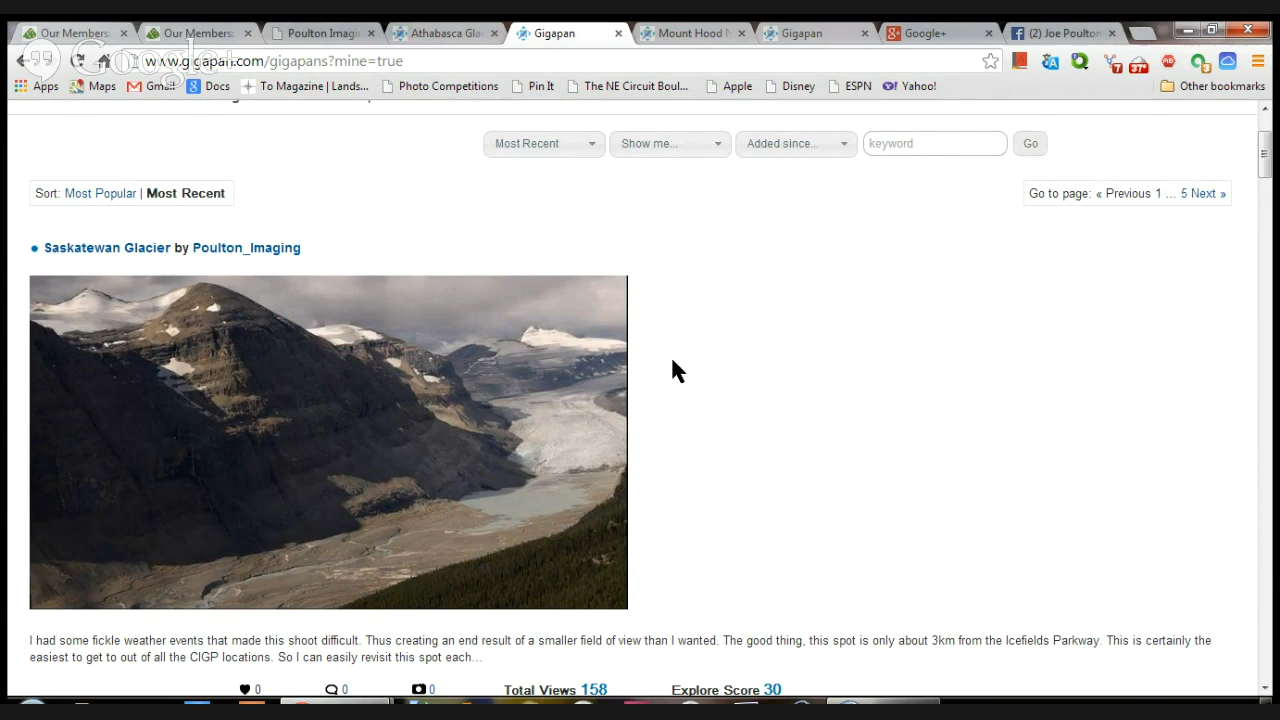 Our Members:
Our Members:
Poulton Imagi
Athabasca Gla
Gigapan
Mount Hood
Gigapan
Google+
(2) Joe Poulton
Google+
www.gigapan.com/gigapans?mine=true
7
37°
3
Apps
Maps
Gmail
Docs
To Magazine | Lands...
Photo Competitions
Pin It
The NE Circuit Boul...
Apple
Disney
ESPN
Yahoo!
Other bookmarks
Most Recent
Show me...
Added since...
keyword
Go
Sort: Most Popular | Most Recent
Go to page: « Previous 1 ... 5 Next »
Saskatewan Glacier by Poulton_Imaging
I had some fickle weather events that made this shoot difficult. Thus creating an end result of a smaller field of view than I wanted. The good thing, this spot is only about 3km from the Icefields Parkway. This is certainly the
easiest to get to out of all the CIGP locations. So I can easily revisit this spot each...
0
0
0
Total Views 158
Explore Score 30